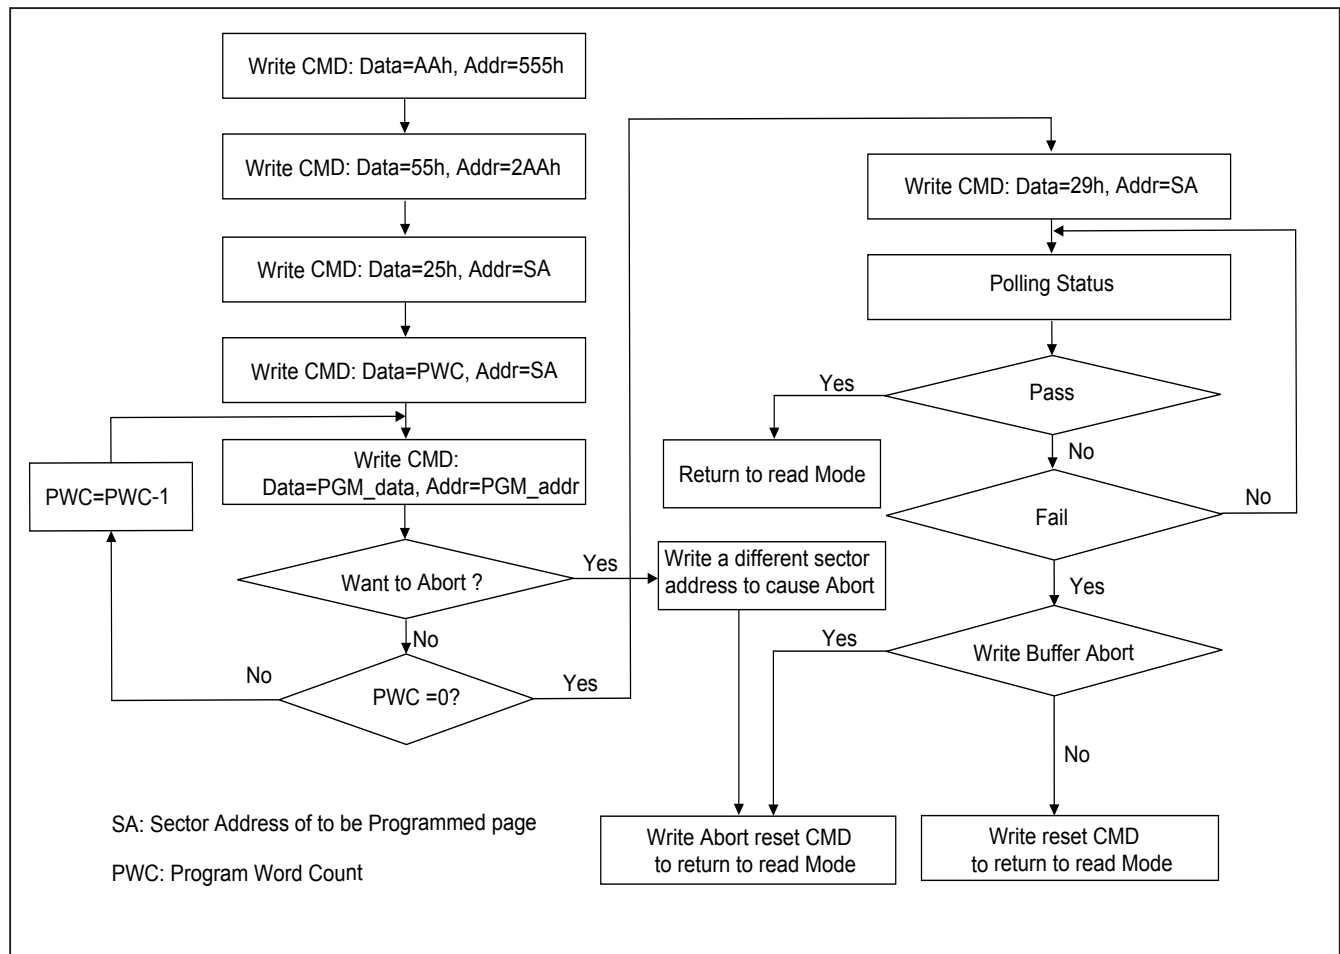 Write CMD: Data=AAh, Addr=555h
Write CMD: Data=55h, Addr=2AAh
Write CMD: Data=25h, Addr=SA
Write CMD: Data=PWC, Addr=SA
Write CMD:
Data=PGM_data, Addr=PGM_addr
PWC=PWC-1
Want to Abort ?
Yes
No
PWC =0?
No
Yes
Write a different sector
address to cause Abort
Write CMD: Data=29h, Addr=SA
Polling Status
Pass
Yes
No
Return to read Mode
Fail
No
Yes
Write Buffer Abort
Yes
No
Write Abort reset CMD
to return to read Mode
Write reset CMD
to return to read Mode
SA: Sector Address of to be Programmed page
PWC: Program Word Count